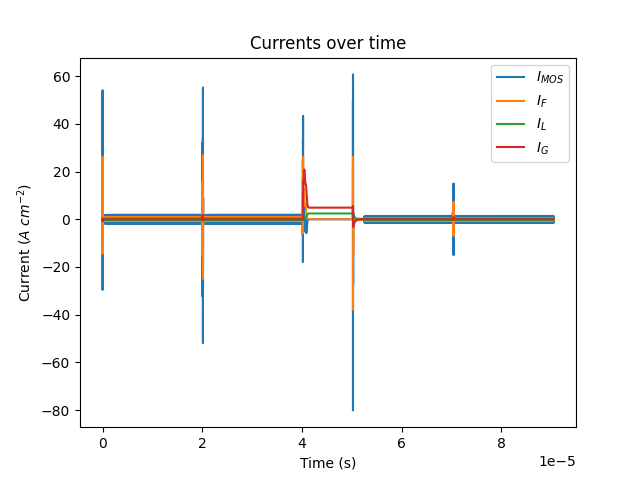 Currents over time
60
40
20
0
−20
−40
−60
−80
Current (A cm⁻²)
0 2 4 6 8
1e−5
Time (s)
I_MOS
I_F
I_L
I_G